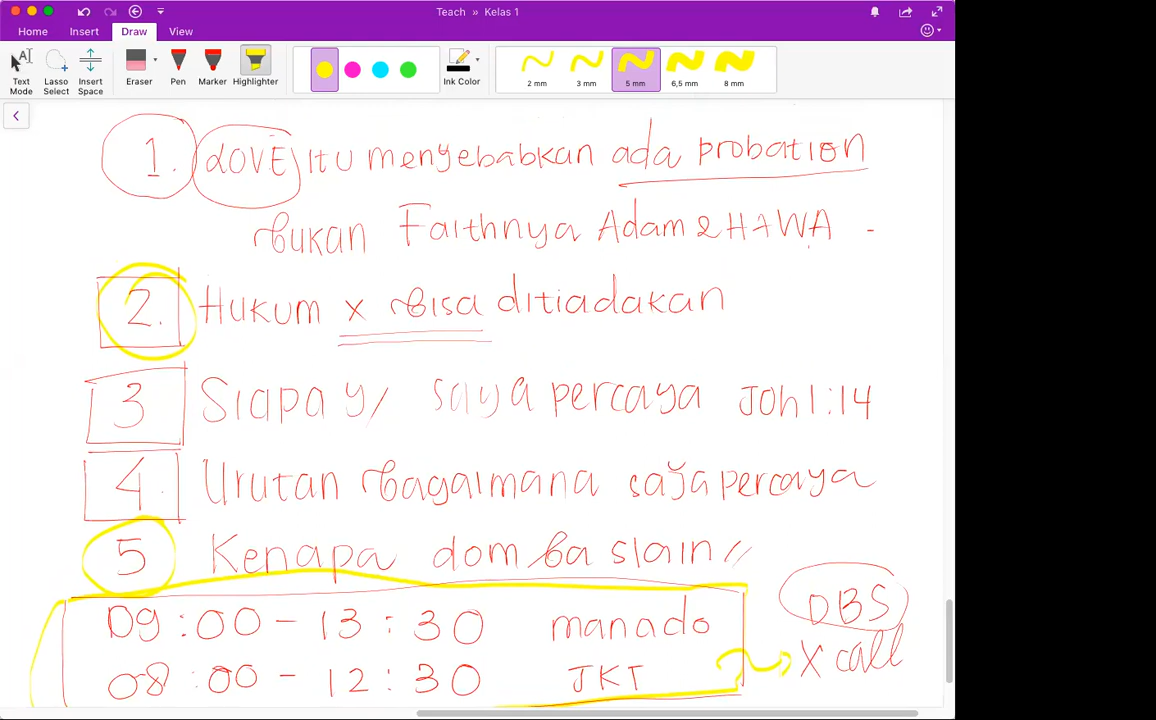 Teach » Kelas 1
Home Insert Draw View
Text Mode Lasso Select Insert Space Eraser Pen Marker Highlighter Ink Color 2 mm 3 mm 5 mm 6,5 mm 8 mm
1. LOVE itu menyebabkan ada probation
bukan Faithnya Adam & HAWA
2. Hukum x bisa ditiadakan
3 Siapa y/ saya percaya JOH 1:14
4. Urutan bagaimana saja percaya
5 Kenapa domba slain //
09:00 - 13:30 manado
08:00 - 12:30 JKT
DBS
X call